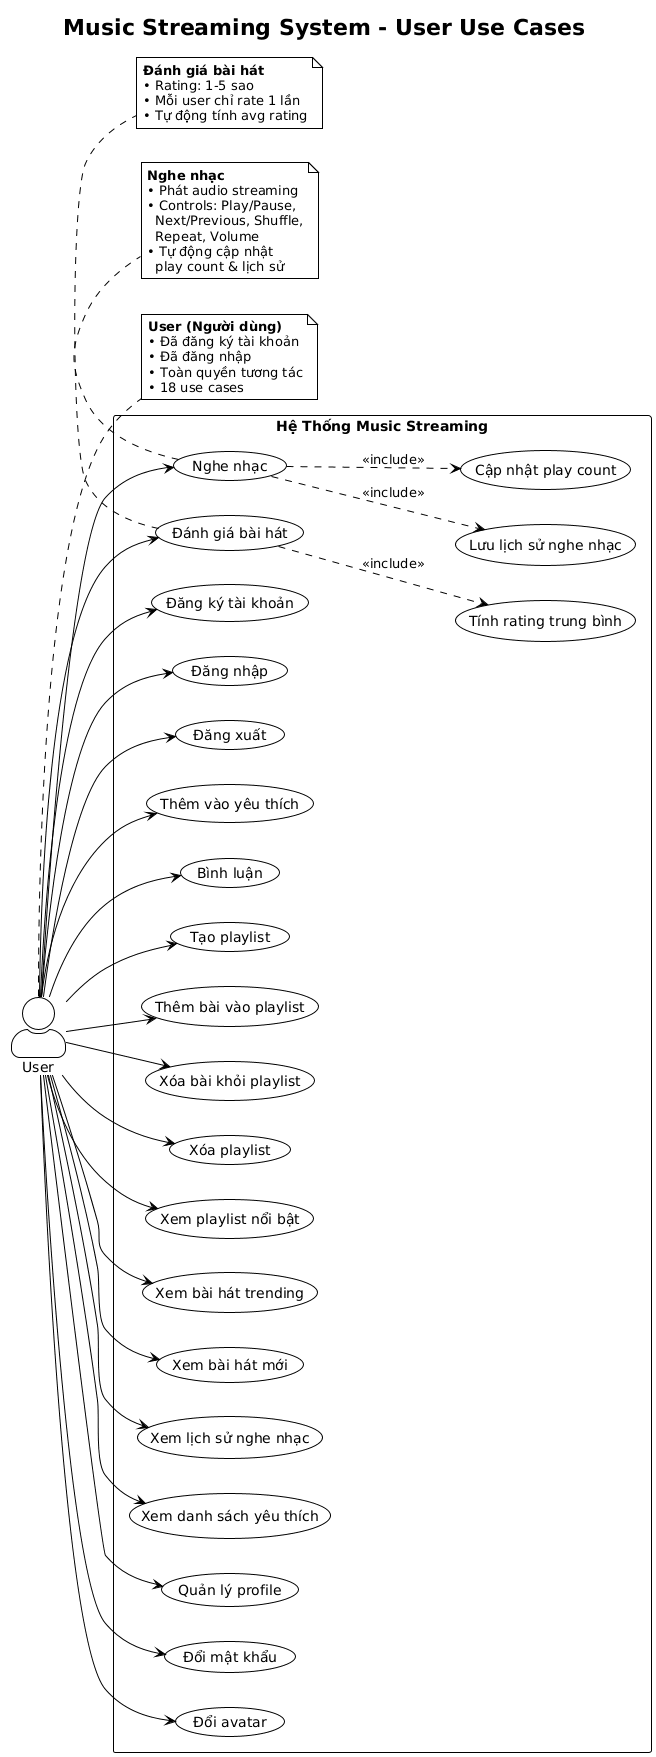 Music Streaming System - User Use Cases
Đánh giá bài hát
• Rating: 1-5 sao
• Mỗi user chỉ rate 1 lần
• Tự động tính avg rating
Nghe nhạc
• Phát audio streaming
• Controls: Play/Pause,
Next/Previous, Shuffle,
Repeat, Volume
• Tự động cập nhật
play count & lịch sử
User (Người dùng)
• Đã đăng ký tài khoản
• Đã đăng nhập
• Toàn quyền tương tác
• 18 use cases
Hệ Thống Music Streaming
Nghe nhạc
«include»
Cập nhật play count
«include»
Lưu lịch sử nghe nhạc
Đánh giá bài hát
«include»
Tính rating trung bình
Đăng ký tài khoản
Đăng nhập
Đăng xuất
Thêm vào yêu thích
Bình luận
Tạo playlist
Thêm bài vào playlist
User
Xóa bài khỏi playlist
Xóa playlist
Xem playlist nổi bật
Xem bài hát trending
Xem bài hát mới
Xem lịch sử nghe nhạc
Xem danh sách yêu thích
Quản lý profile
Đổi mật khẩu
Đổi avatar